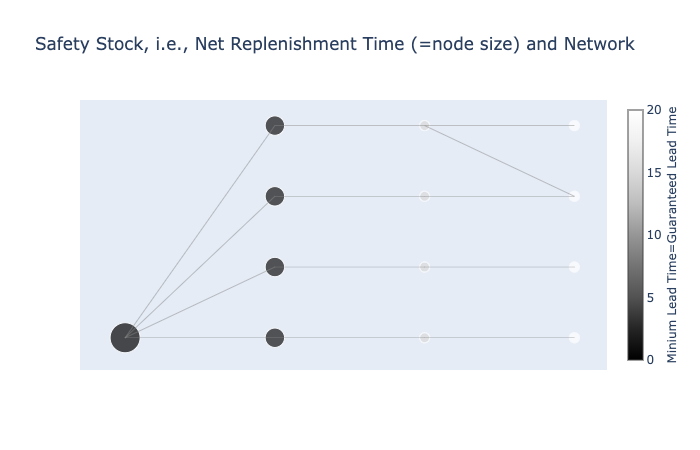 Safety Stock, i.e., Net Replenishment Time (=node size) and Network
20
15
10
5
0
Minium Lead Time=Guaranteed Lead Time